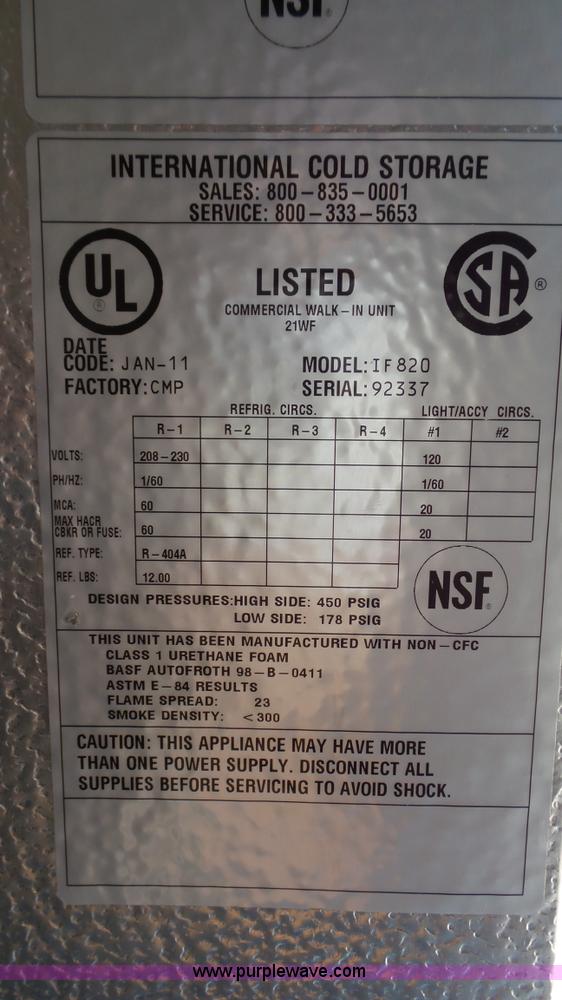 NSF
INTERNATIONAL COLD STORAGE
SALES: 800-835-0001
SERVICE: 800-333-5653
UL ®
LISTED
COMMERCIAL WALK-IN UNIT
21WF
SA ®
DATE
CODE: JAN-11
MODEL: IF820
FACTORY: CMP
SERIAL: 92337
REFRIG. CIRCS. LIGHT/ACCY CIRCS.
R-1 R-2 R-3 R-4 #1 #2
VOLTS: 208-230 120
PH/HZ: 1/60 1/60
MCA: 60 20
MAX HACR
CBKR OR FUSE: 60 20
REF. TYPE: R-404A
REF. LBS: 12.00
NSF®
DESIGN PRESSURES:HIGH SIDE: 450 PSIG
LOW SIDE: 178 PSIG
THIS UNIT HAS BEEN MANUFACTURED WITH NON-CFC
CLASS 1 URETHANE FOAM
BASF AUTOFROTH 98-B-0411
ASTM E-84 RESULTS
FLAME SPREAD: 23
SMOKE DENSITY: <300
CAUTION: THIS APPLIANCE MAY HAVE MORE
THAN ONE POWER SUPPLY. DISCONNECT ALL
SUPPLIES BEFORE SERVICING TO AVOID SHOCK.
www.purplewave.com